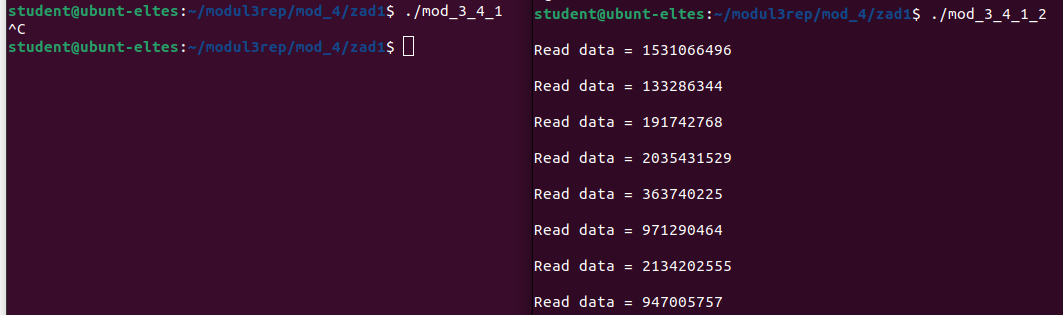 student@ubunt-eltes:~/modul3rep/mod_4/zad1$ ./mod_3_4_1
^C
student@ubunt-eltes:~/modul3rep/mod_4/zad1$
student@ubunt-eltes:~/modul3rep/mod_4/zad1$ ./mod_3_4_1_2
Read data = 1531066496
Read data = 133286344
Read data = 191742768
Read data = 2035431529
Read data = 363740225
Read data = 971290464
Read data = 2134202555
Read data = 947005757